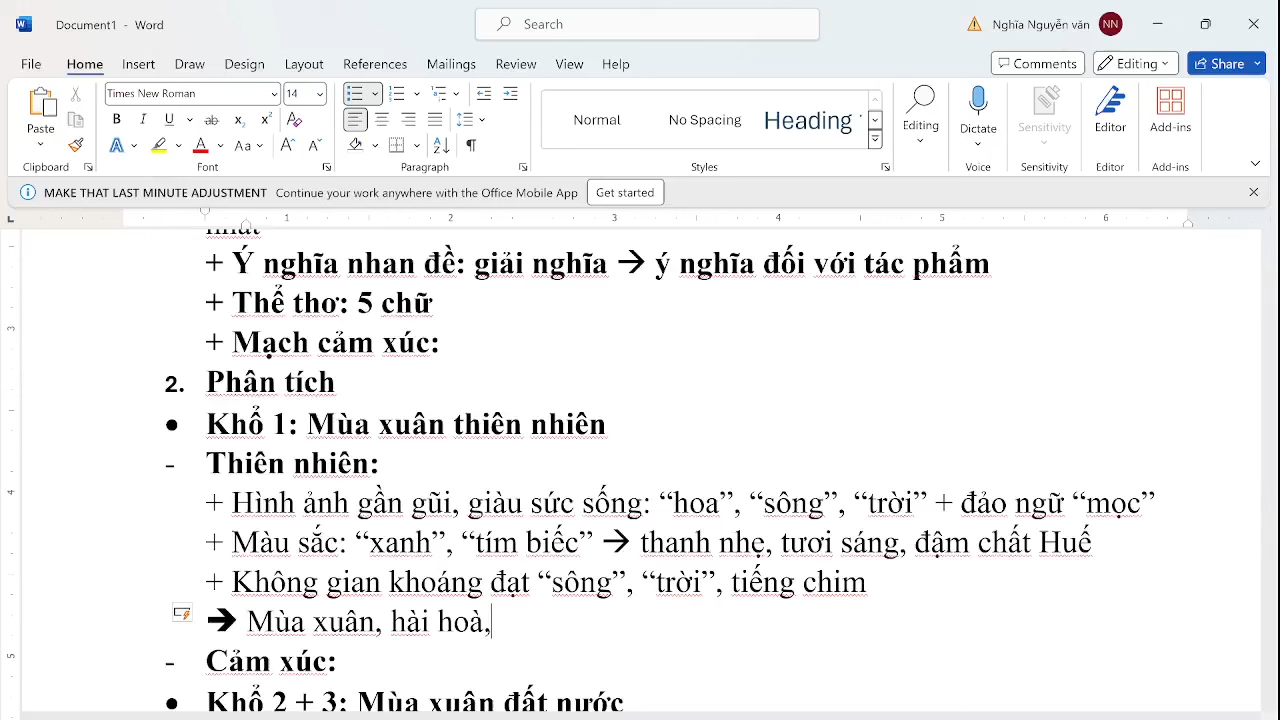 Document1 - Word
Search
Nghĩa Nguyễn văn
NN
File Home Insert Draw Design Layout References Mailings Review View Help
Comments
Editing
Share
Paste
Clipboard
Times New Roman
14
Font
Paragraph
Normal
No Spacing
Heading
Styles
Editing
Dictate
Voice
Sensitivity
Sensitivity
Editor
Editor
Add-ins
Add-ins
MAKE THAT LAST MINUTE ADJUSTMENT Continue your work anywhere with the Office Mobile App Get started
1 2 3 4 5 6
+ Ý nghĩa nhan đề: giải nghĩa → ý nghĩa đối với tác phẩm
+ Thể thơ: 5 chữ
+ Mạch cảm xúc:
2. Phân tích
• Khổ 1: Mùa xuân thiên nhiên
- Thiên nhiên:
+ Hình ảnh gần gũi, giàu sức sống: “hoa”, “sông”, “trời” + đảo ngữ “mọc”
+ Màu sắc: “xanh”, “tím biếc” → thanh nhẹ, tươi sáng, đậm chất Huế
+ Không gian khoáng đạt “sông”, “trời”, tiếng chim
➔ Mùa xuân, hài hoà,
- Cảm xúc:
• Khổ 2 + 3: Mùa xuân đất nước